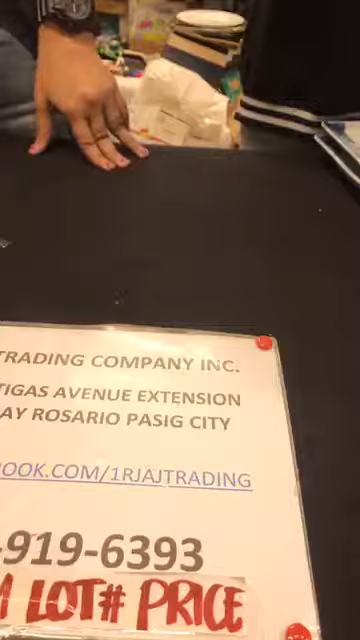 TRADING COMPANY INC.
TIGAS AVENUE EXTENSION
AY ROSARIO PASIG CITY
OOK.COM/1RJAJTRADING
-919-6393
LOT# PRICE